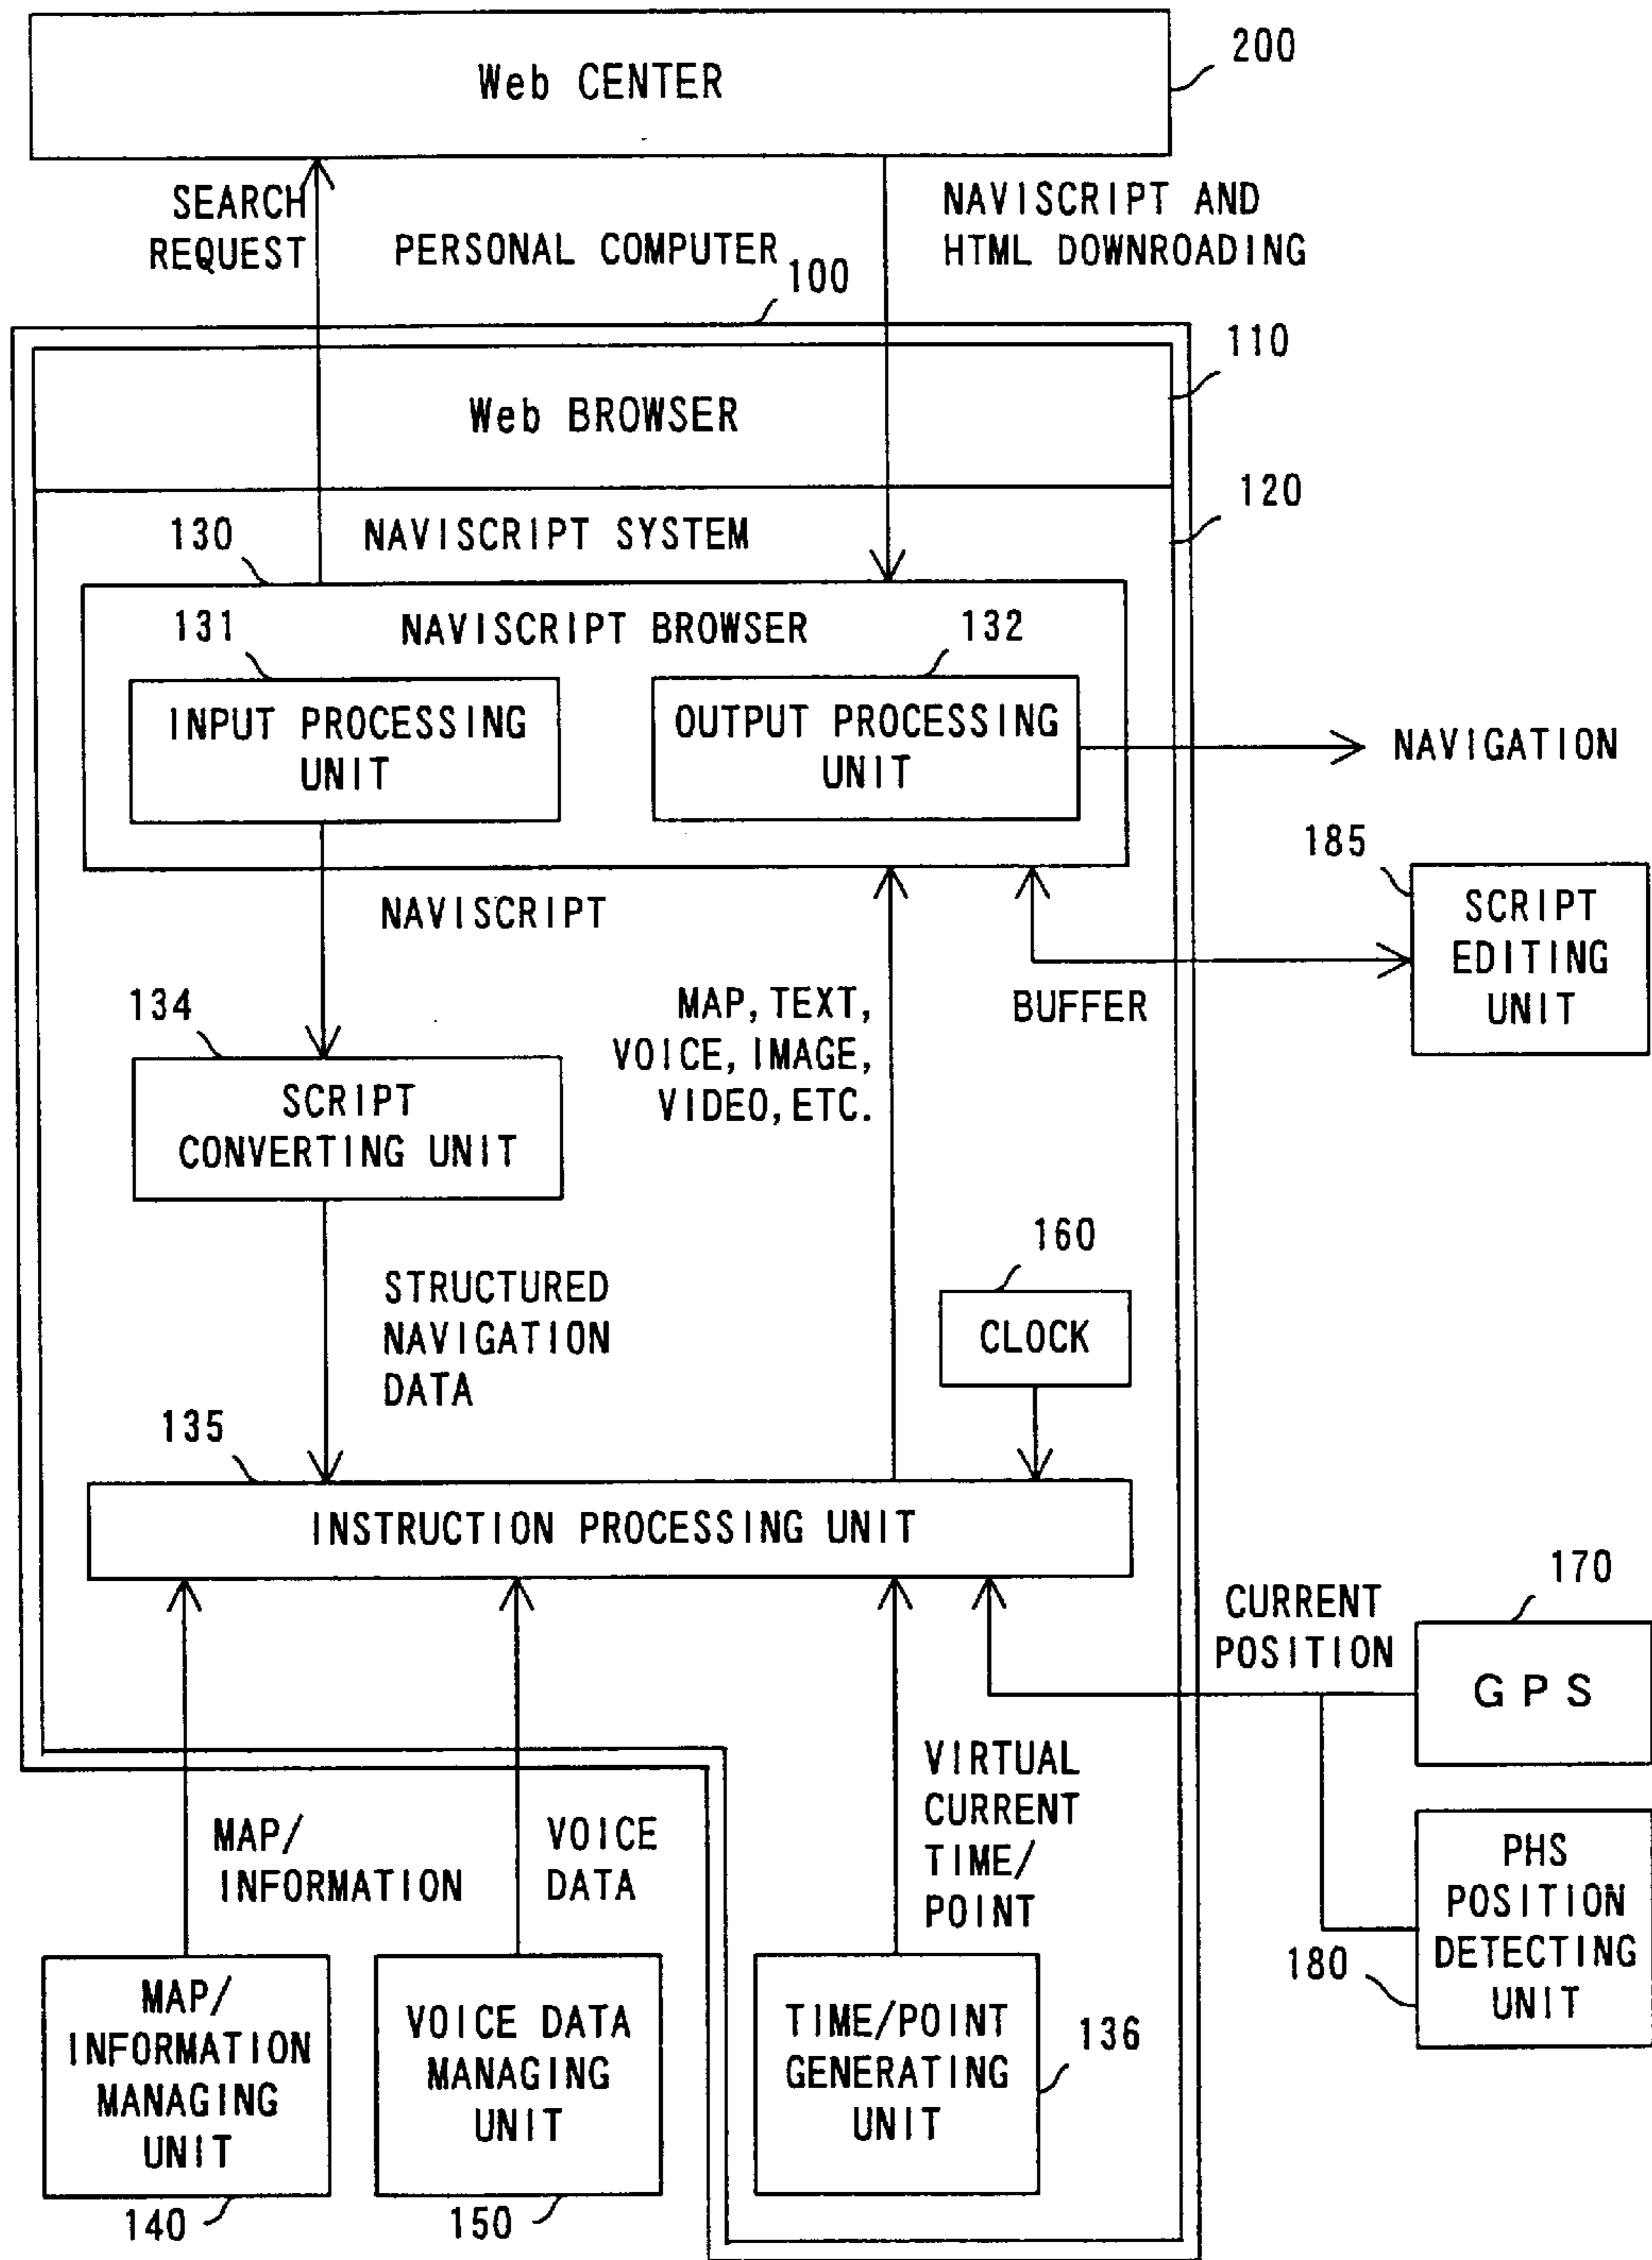 Web CENTER
200
SEARCH
REQUEST
PERSONAL COMPUTER
100
NAVISCRIPT AND
HTML DOWNROADING
110
Web BROWSER
120
130
NAVISCRIPT SYSTEM
131
NAVISCRIPT BROWSER
132
INPUT PROCESSING
UNIT
OUTPUT PROCESSING
UNIT
NAVIGATION
185
SCRIPT
EDITING
UNIT
NAVISCRIPT
BUFFER
134
MAP, TEXT,
VOICE, IMAGE,
VIDEO, ETC.
SCRIPT
CONVERTING UNIT
160
CLOCK
STRUCTURED
NAVIGATION
DATA
135
INSTRUCTION PROCESSING UNIT
CURRENT
POSITION
170
GPS
MAP/
INFORMATION
VOICE
DATA
VIRTUAL
CURRENT
TIME/
POINT
PHS
POSITION
DETECTING
UNIT
180
MAP/
INFORMATION
MANAGING
UNIT
140
VOICE DATA
MANAGING
UNIT
150
TIME/POINT
GENERATING
UNIT
136